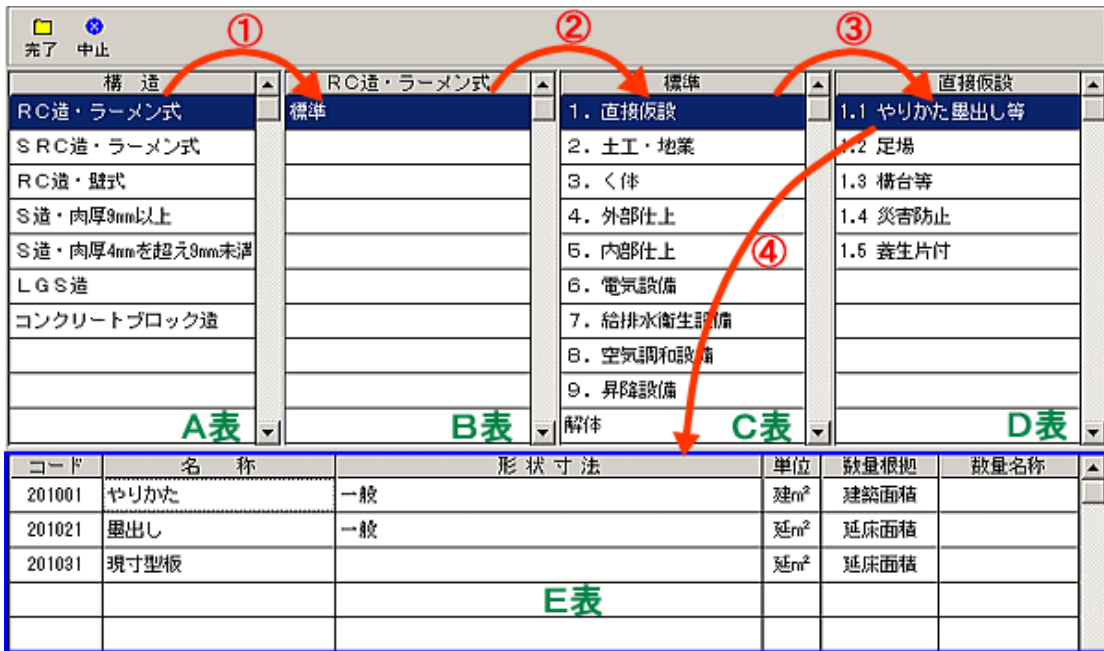 完了 中止
① ② ③
構 造
RC造・ラーメン式
SRC造・ラーメン式
RC造・壁式
S造・肉厚9mm以上
S造・肉厚4mmを超え9mm未満
LGS造
コンクリートブロック造
A表
RC造・ラーメン式
標準
B表
標準
1. 直接仮設
2. 土工・地業
3. く体
4. 外部仕上
5. 内部仕上
6. 電気設備
7. 給排水衛生設備
8. 空気調和設備
9. 昇降設備
解体
C表
直接仮設
1.1 やりかた墨出し等
1.2 足場
1.3 構台等
1.4 災害防止
1.5 養生片付
④
D表
コード 名 称 形 状 寸 法 単位 数量根拠 数量名称
201001 やりかた 一般 建m² 建築面積
201021 墨出し 一般 延m² 延床面積
201031 現寸型板 延m² 延床面積
E表